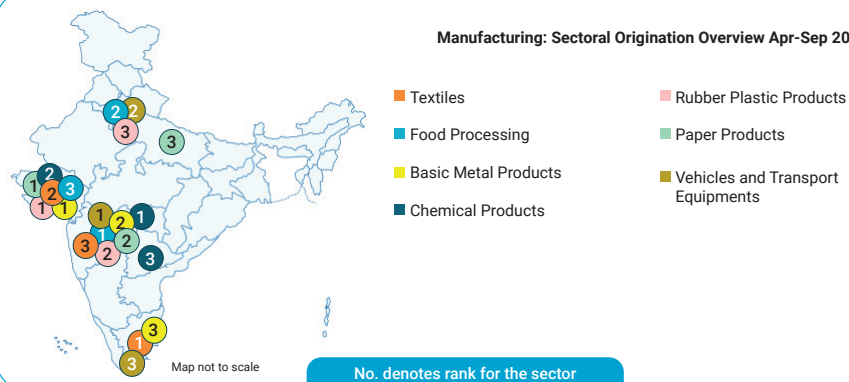 Manufacturing: Sectoral Origination Overview Apr-Sep 20
Textiles
Food Processing
Basic Metal Products
Chemical Products
Rubber Plastic Products
Paper Products
Vehicles and Transport
Equipments
2 2
3
3
2
1 2 3
1 1
1 2 1
1 2
3 2 3
3
1
3
Map not to scale
No. denotes rank for the sector